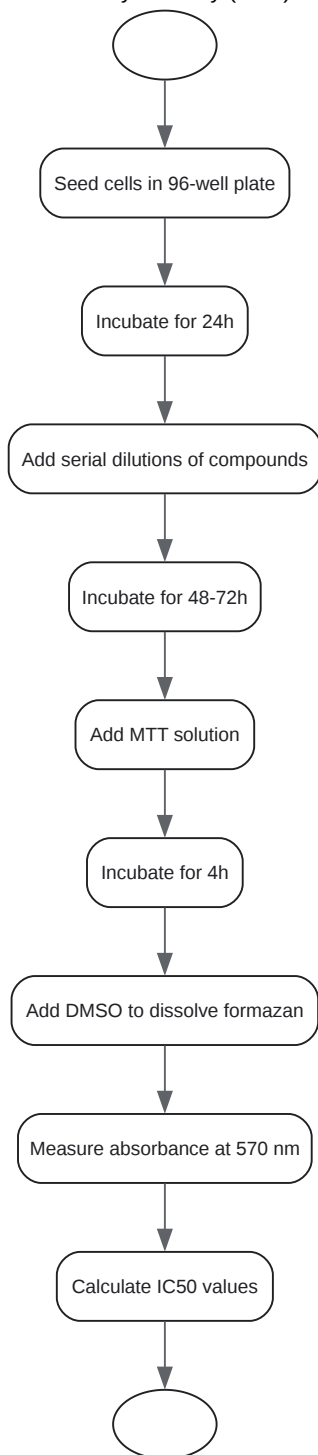 Seed cells in 96-well plate
Incubate for 24h
Add serial dilutions of compounds
Incubate for 48-72h
Add MTT solution
Incubate for 4h
Add DMSO to dissolve formazan
Measure absorbance at 570 nm
Calculate IC50 values